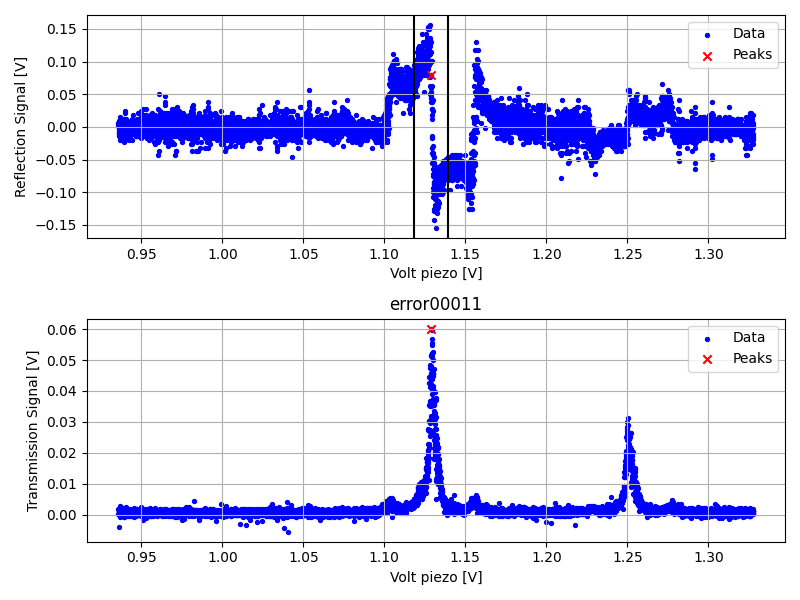 0.15
0.10
0.05
0.00
−0.05
−0.10
−0.15
Reflection Signal [V]
Data
Peaks
0.95 1.00 1.05 1.10 1.15 1.20 1.25 1.30
Volt piezo [V]
error00011
0.06
0.05
0.04
0.03
0.02
0.01
0.00
Transmission Signal [V]
Data
Peaks
0.95 1.00 1.05 1.10 1.15 1.20 1.25 1.30
Volt piezo [V]